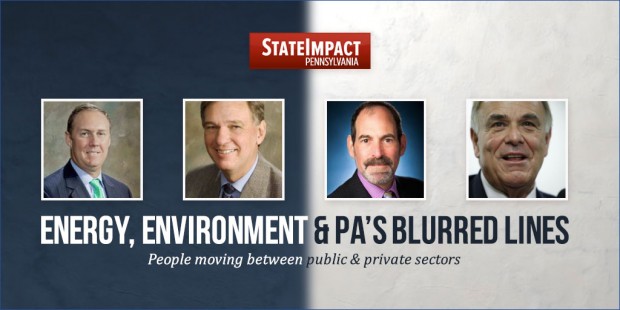 STATEIMPACT
PENNSYLVANIA
ENERGY, ENVIRONMENT & PA'S BLURRED LINES
People moving between public & private sectors